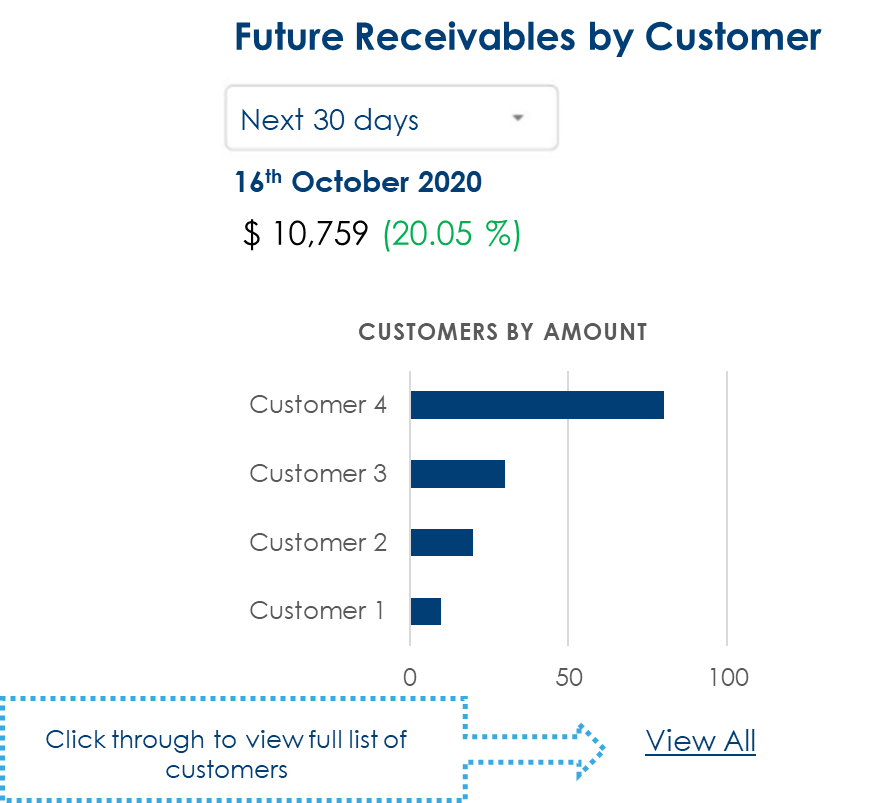 Future Receivables by Customer
Next 30 days
16th October 2020
$ 10,759 (20.05 %)
CUSTOMERS BY AMOUNT
Customer 4
Customer 3
Customer 2
Customer 1
0 50 100
Click through to view full list of
customers
View All